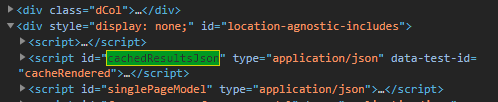 ▸<div class="dCol">…</div>
▾<div style="display: none;" id="location-agnostic-includes">
▸<script>…</script>
▸<script id="cachedResultsJson" type="application/json" data-test-id=
"cacheRendered">…</script>
▸<script id="singlePageModel" type="application/json">…</script>